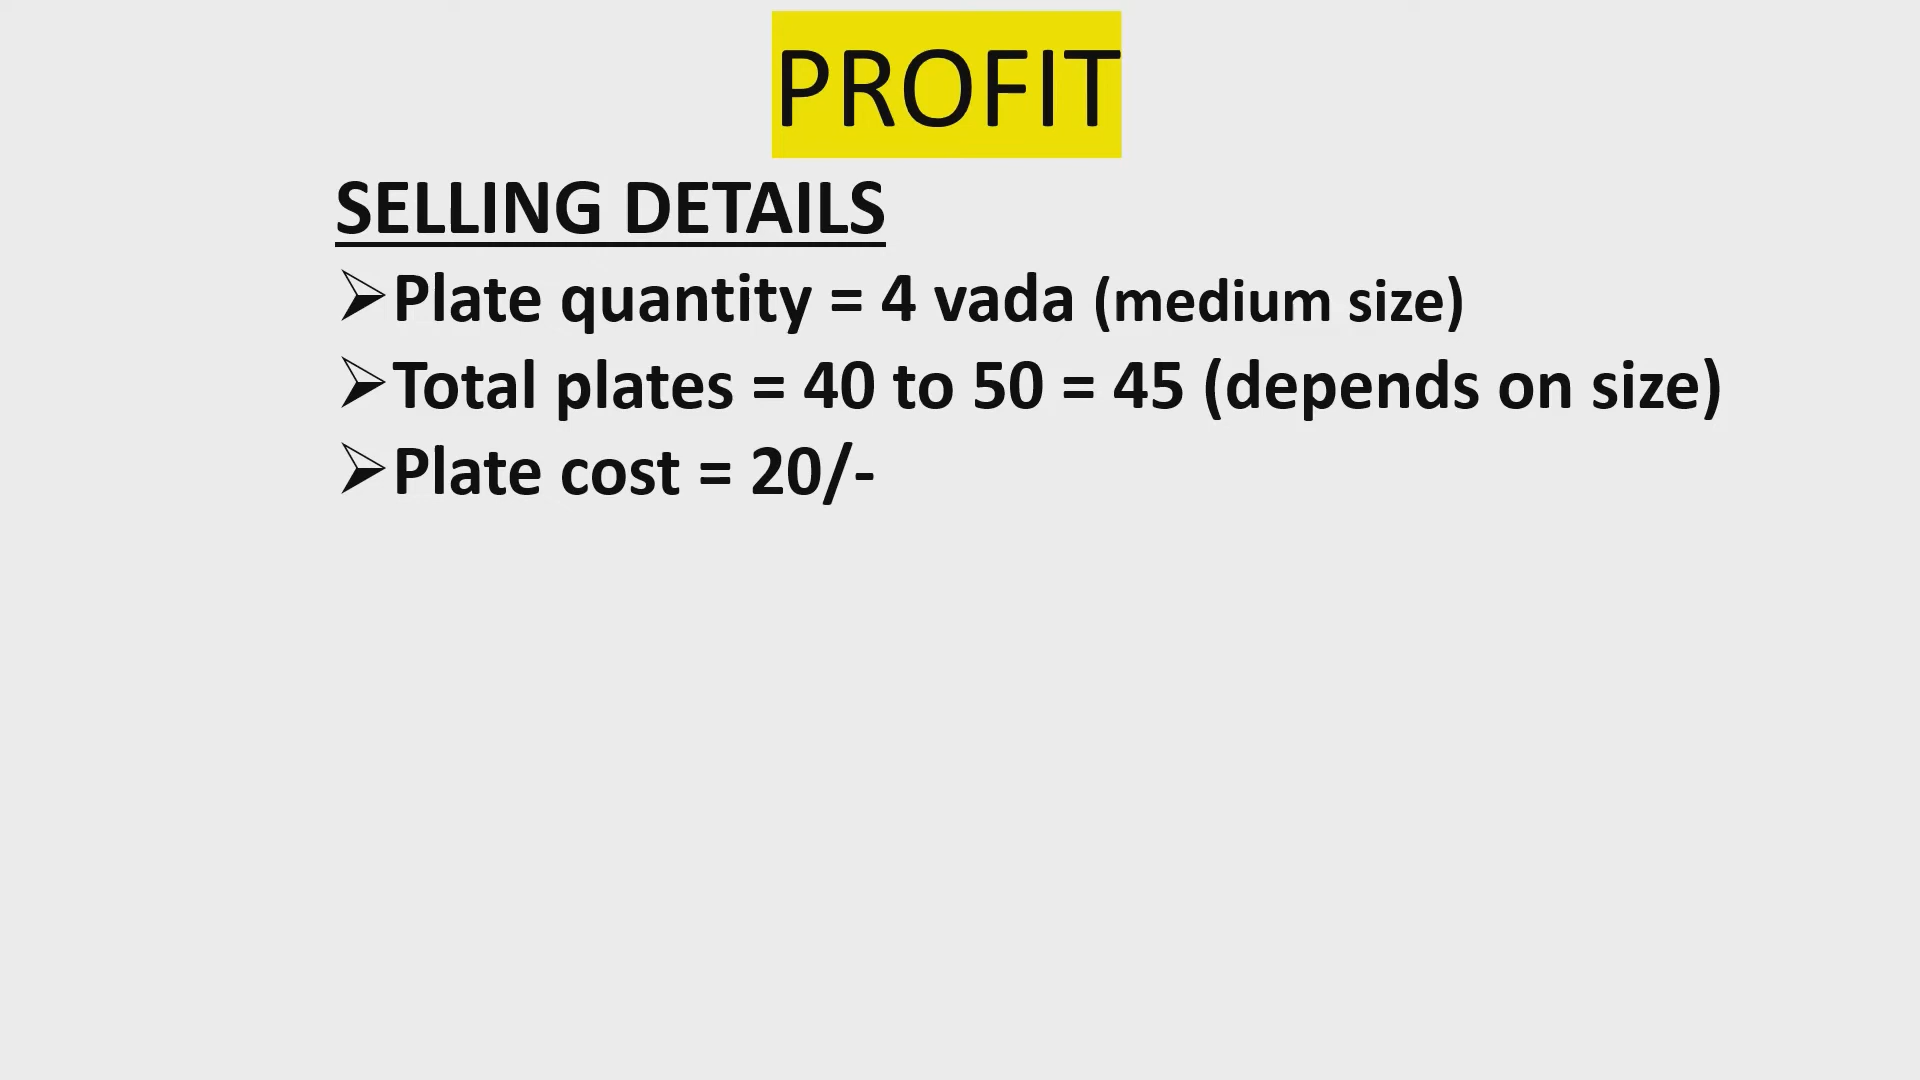 PROFIT
SELLING DETAILS
➢Plate quantity = 4 vada (medium size)
➢Total plates = 40 to 50 = 45 (depends on size)
➢Plate cost = 20/-